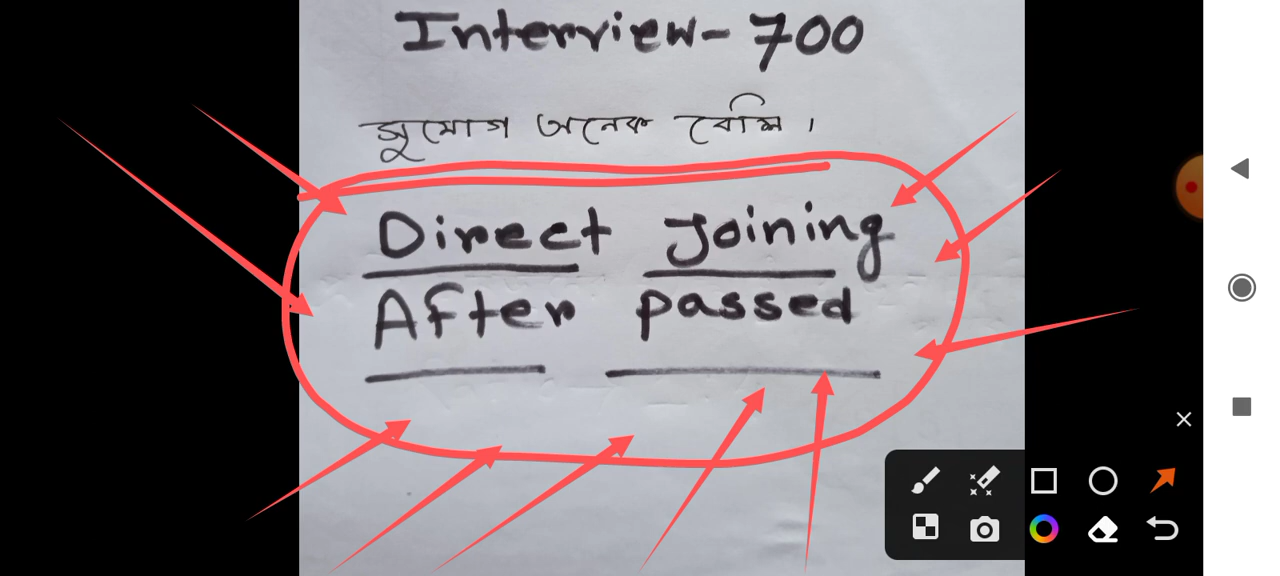 Interview- 700
সুযোগ অনেক বেশি ।
Direct Joining
After passed